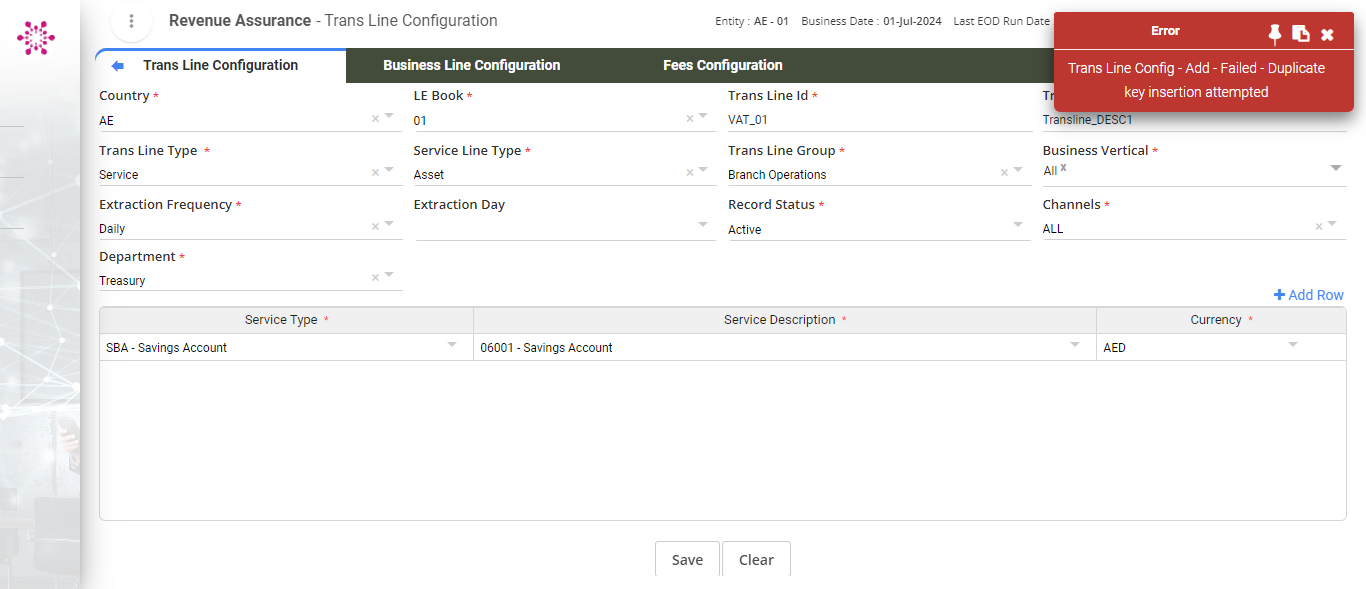 Revenue Assurance - Trans Line Configuration
Entity : AE - 01 Business Date : 01-Jul-2024 Last EOD Run Date
Error
Trans Line Config - Add - Failed - Duplicate
key insertion attempted
Trans Line Configuration Business Line Configuration Fees Configuration
Country * LE Book * Trans Line Id *
AE × 01 × VAT_01 Transline_DESC1
Trans Line Type * Service Line Type * Trans Line Group * Business Vertical *
Service × Asset × Branch Operations × All x
Extraction Frequency * Extraction Day Record Status * Channels *
Daily × Active ALL ×
Department *
Treasury ×
+ Add Row
Service Type * Service Description * Currency *
SBA - Savings Account 06001 - Savings Account AED
Save Clear